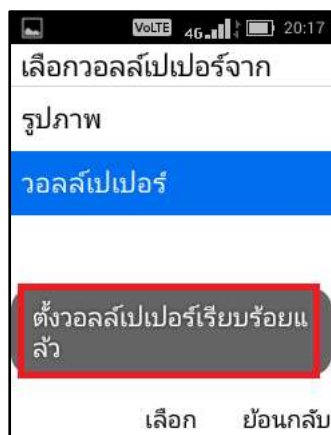 VoLTE 4G 20:17
เลือกวอลล์เปเปอร์จาก
รูปภาพ
วอลล์เปเปอร์
ตั้งวอลล์เปเปอร์เรียบร้อยแ
ล้ว
เลือก ย้อนกลับ